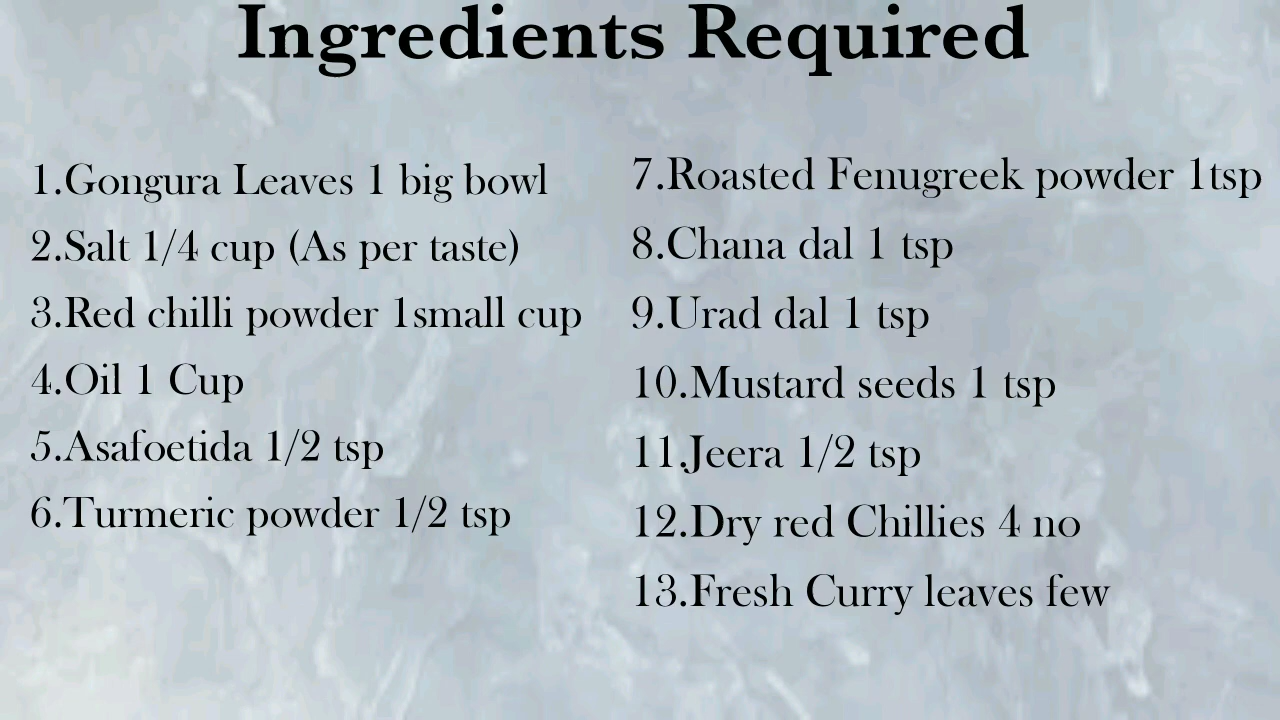 Ingredients Required
1.Gongura Leaves 1 big bowl
2.Salt 1/4 cup (As per taste)
3.Red chilli powder 1small cup
4.Oil 1 Cup
5.Asafoetida 1/2 tsp
6.Turmeric powder 1/2 tsp
7.Roasted Fenugreek powder 1tsp
8.Chana dal 1 tsp
9.Urad dal 1 tsp
10.Mustard seeds 1 tsp
11.Jeera 1/2 tsp
12.Dry red Chillies 4 no
13.Fresh Curry leaves few